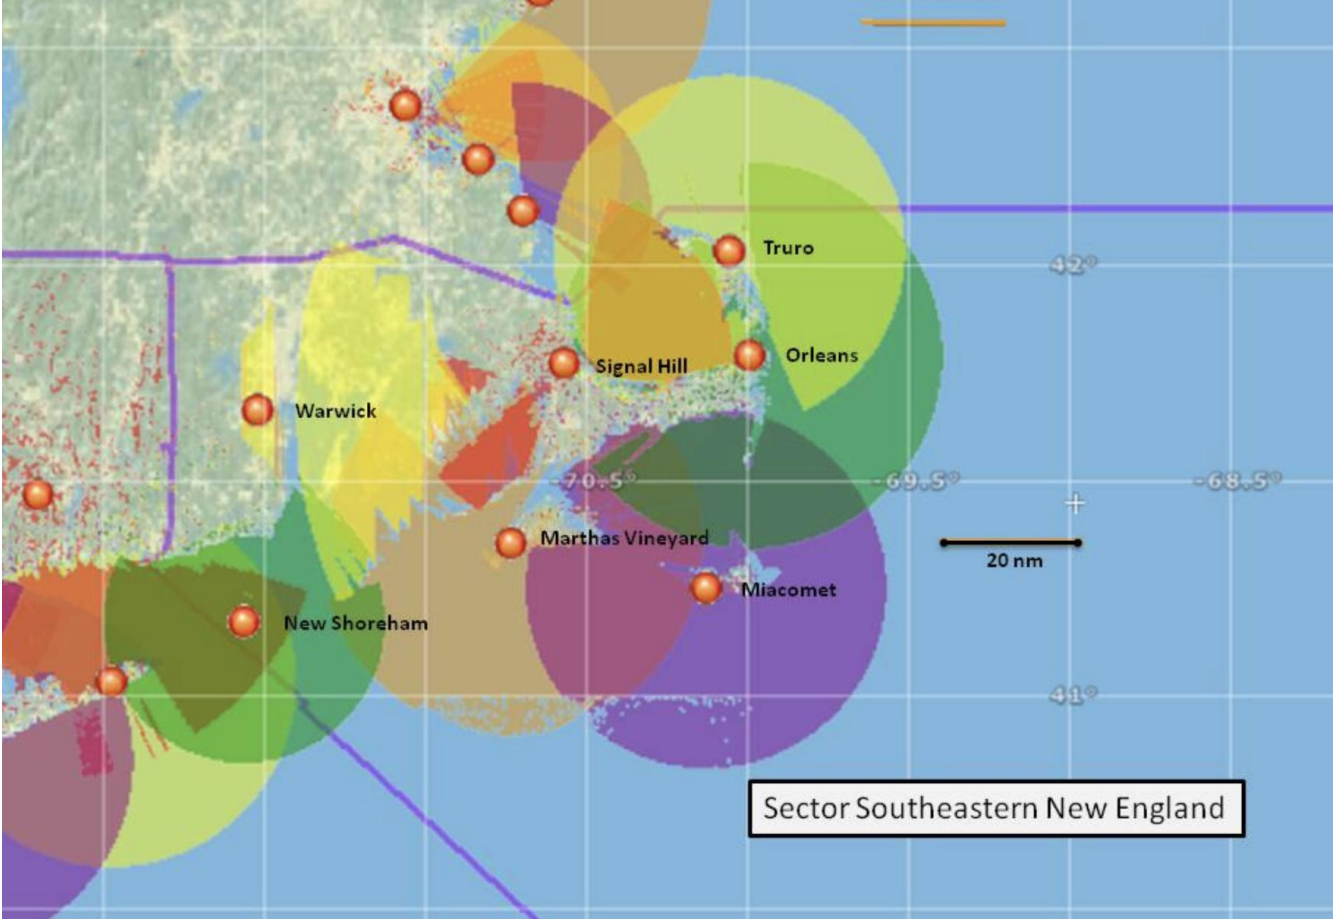 Truro
42°
Orleans
Signal Hill
Warwick
-70.5°
-69.5°
-68.5°
Marthas Vineyard
20 nm
Miacomet
New Shoreham
41°
Sector Southeastern New England